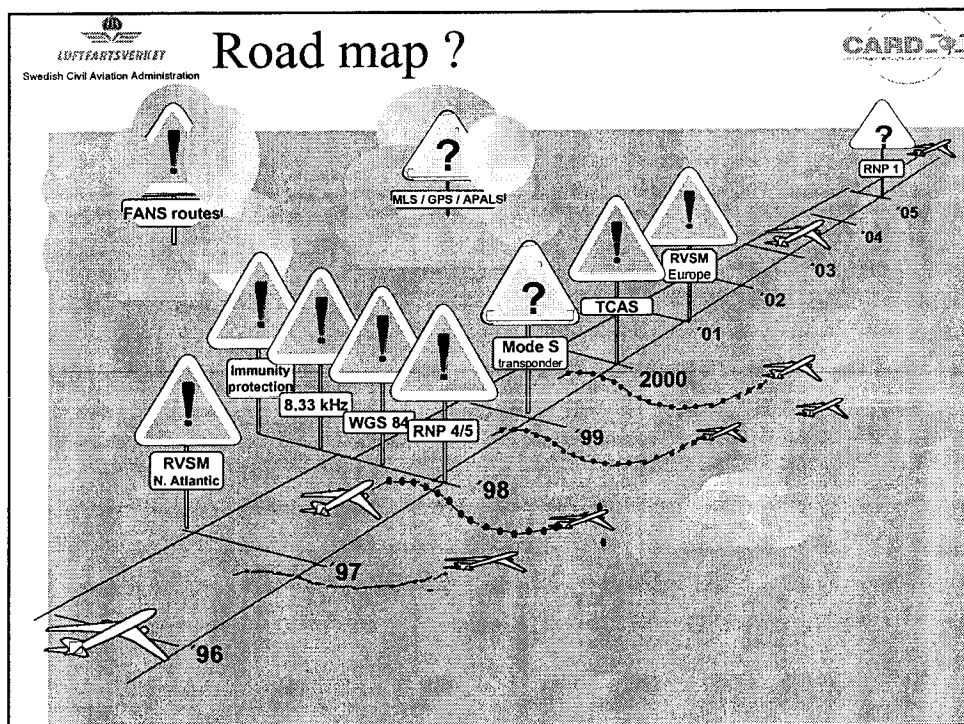 LUFTFARTSVERKET
Swedish Civil Aviation Administration
Road map ?
CARD
!
FANS routes
?
MLS / GPS / APALS
?
RNP 1
!
RVSM
N. Atlantic
!
Immunity
protection
!
8.33 kHz
!
WGS 84
!
RNP 4/5
?
Mode S
transponder
!
TCAS
!
RVSM
Europe
´96
´97
´98
´99
2000
´01
´02
´03
´04
´05